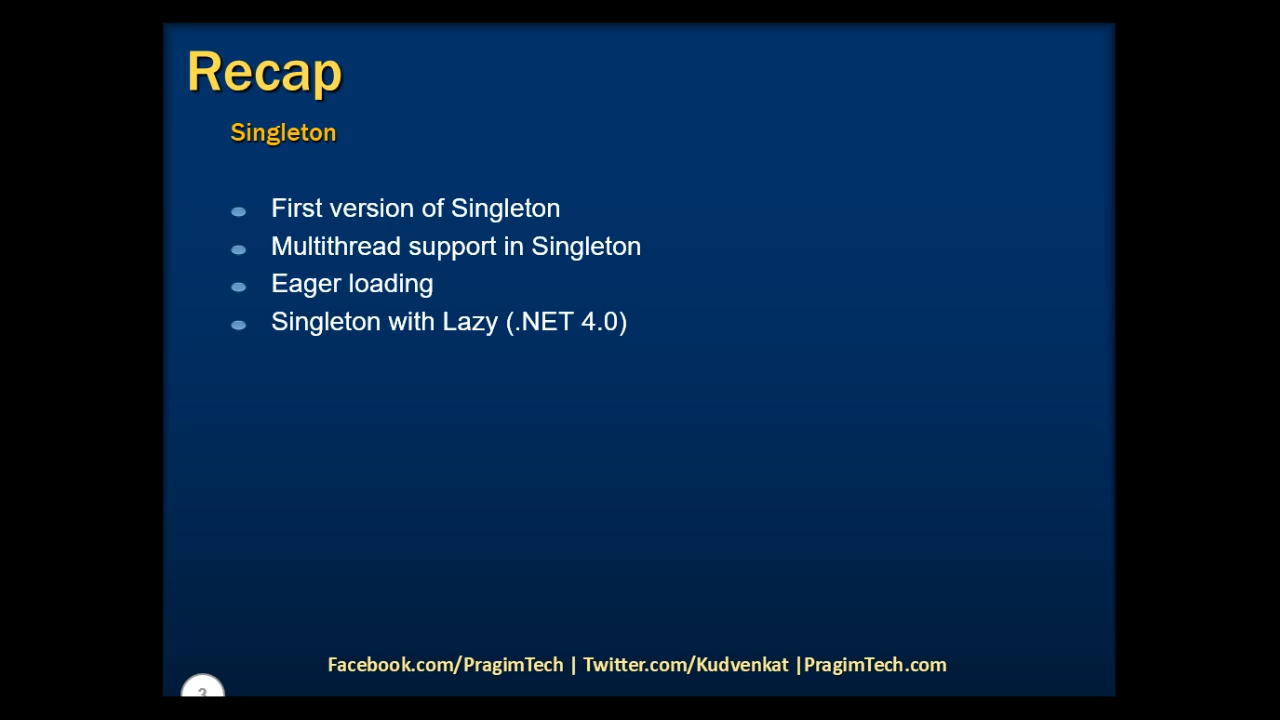 Recap
Singleton
First version of Singleton
Multithread support in Singleton
Eager loading
Singleton with Lazy (.NET 4.0)
Facebook.com/PragimTech | Twitter.com/Kudvenkat |PragimTech.com
3